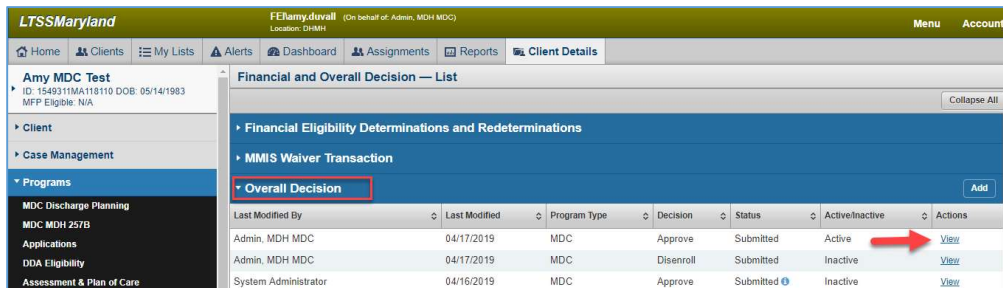 LTSSMaryland
FEI\amy.duvall (On behalf of: Admin, MDH MDC)
Location: DHMH
Menu Account
Home Clients My Lists Alerts Dashboard Assignments Reports Client Details
Amy MDC Test
ID: 1549311MA118110 DOB: 05/14/1983
MFP Eligible: N/A
Client
Case Management
Programs
MDC Discharge Planning
MDC MDH 257B
Applications
DDA Eligibility
Assessment & Plan of Care
Financial and Overall Decision — List
Collapse All
Financial Eligibility Determinations and Redeterminations
MMIS Waiver Transaction
Overall Decision Add
Last Modified By Last Modified Program Type Decision Status Active/Inactive Actions
Admin, MDH MDC 04/17/2019 MDC Approve Submitted Active View
Admin, MDH MDC 04/17/2019 MDC Disenroll Submitted Inactive View
System Administrator 04/16/2019 MDC Approve Submitted Inactive View